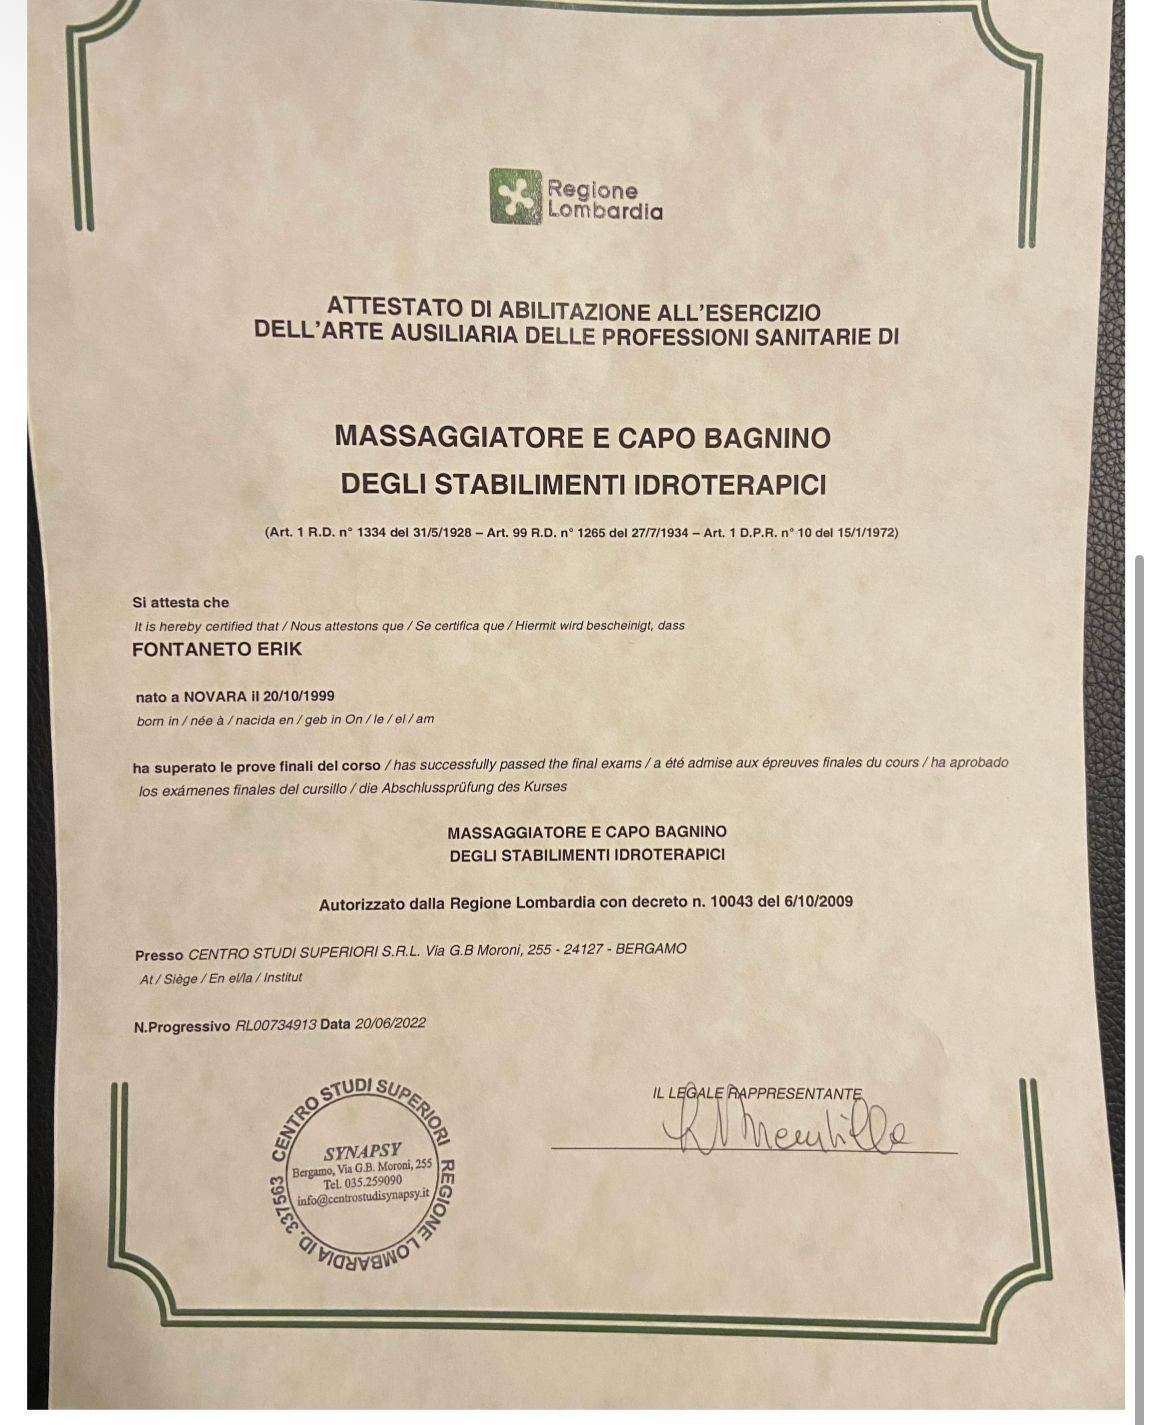 Regione
Lombardia
ATTESTATO DI ABILITAZIONE ALL'ESERCIZIO
DELL'ARTE AUSILIARIA DELLE PROFESSIONI SANITARIE DI
MASSAGGIATORE E CAPO BAGNINO
DEGLI STABILIMENTI IDROTERAPICI
(Art. 1 R.D. n° 1334 del 31/5/1928 – Art. 99 R.D. n° 1265 del 27/7/1934 – Art. 1 D.P.R. n° 10 del 15/1/1972)
Si attesta che
It is hereby certified that / Nous attestons que / Se certifica que / Hiermit wird bescheinigt, dass
FONTANETO ERIK
nato a NOVARA il 20/10/1999
born in / née à / nacida en / geb in On / le / el / am
ha superato le prove finali del corso / has successfully passed the final exams / a été admise aux épreuves finales du cours / ha aprobado
los exámenes finales del cursillo / die Abschlussprüfung des Kurses
MASSAGGIATORE E CAPO BAGNINO
DEGLI STABILIMENTI IDROTERAPICI
Autorizzato dalla Regione Lombardia con decreto n. 10043 del 6/10/2009
Presso CENTRO STUDI SUPERIORI S.R.L. Via G.B Moroni, 255 - 24127 - BERGAMO
At / Siège / En el/la / Institut
N.Progressivo RL00734913 Data 20/06/2022
CENTRO STUDI SUPERIORI
REGIONE LOMBARDIA ID. 337563
SYNAPSY
Bergamo, Via G.B. Moroni, 255
Tel. 035.259090
info@centrostudisynapsy.it
IL LEGALE RAPPRESENTANTE